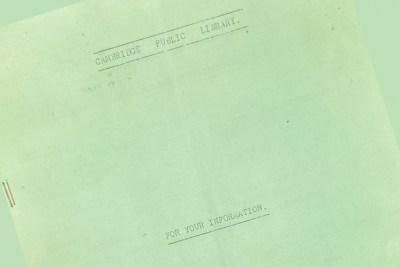 CAMBRIDGE PUBLIC LIBRARY.
FOR YOUR INFORMATION.